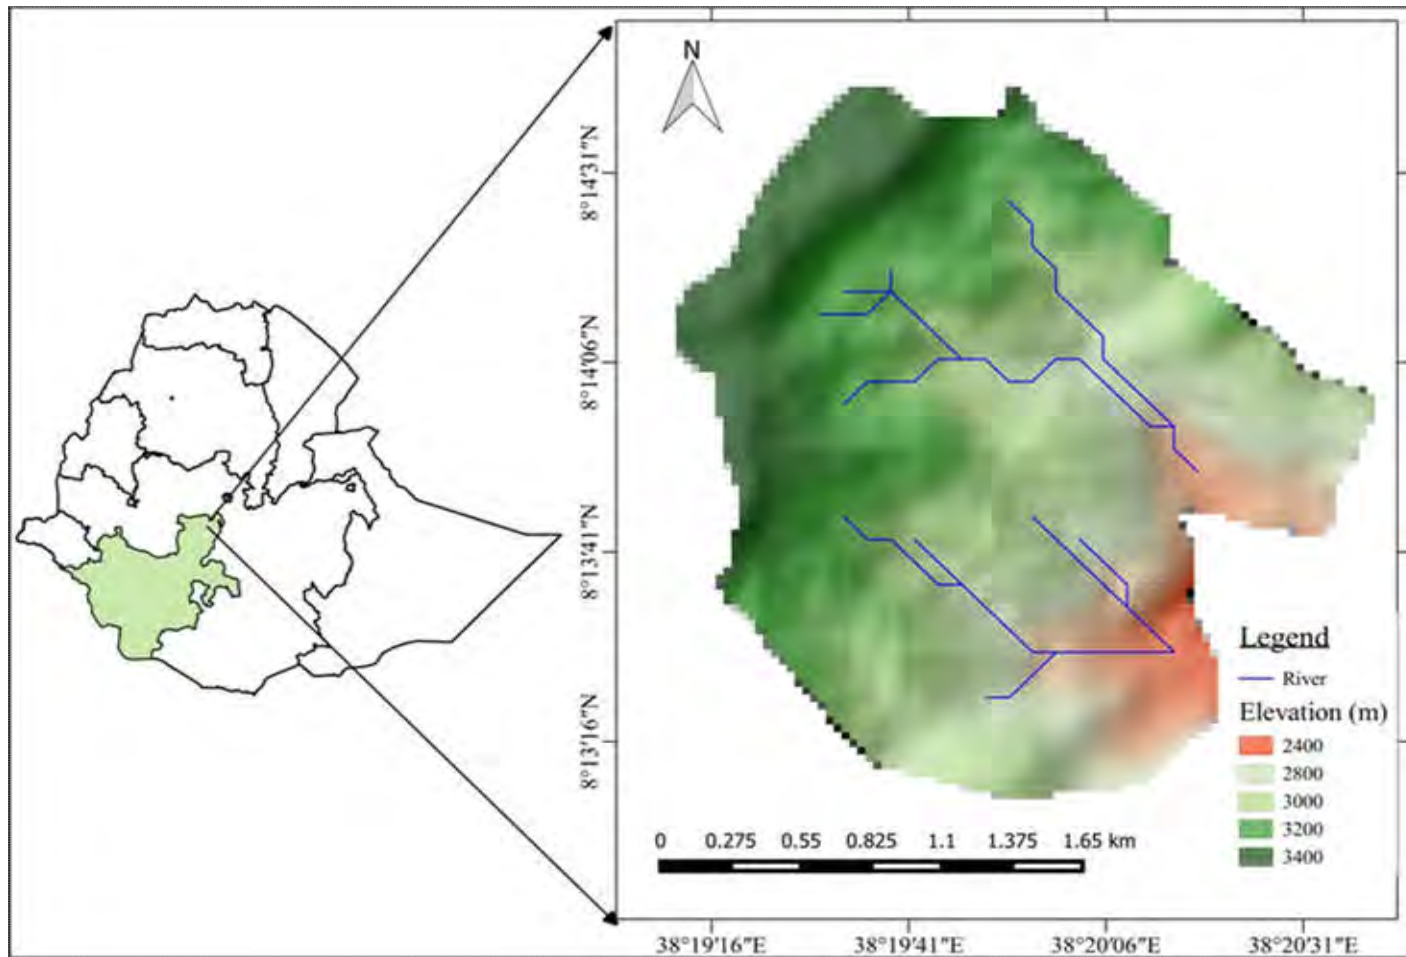 N
8°14'31"N
8°14'06"N
8°13'41"N
8°13'16"N
Legend
River
Elevation (m)
2400
2800
3000
3200
3400
0 0.275 0.55 0.825 1.1 1.375 1.65 km
38°19'16"E 38°19'41"E 38°20'06"E 38°20'31"E